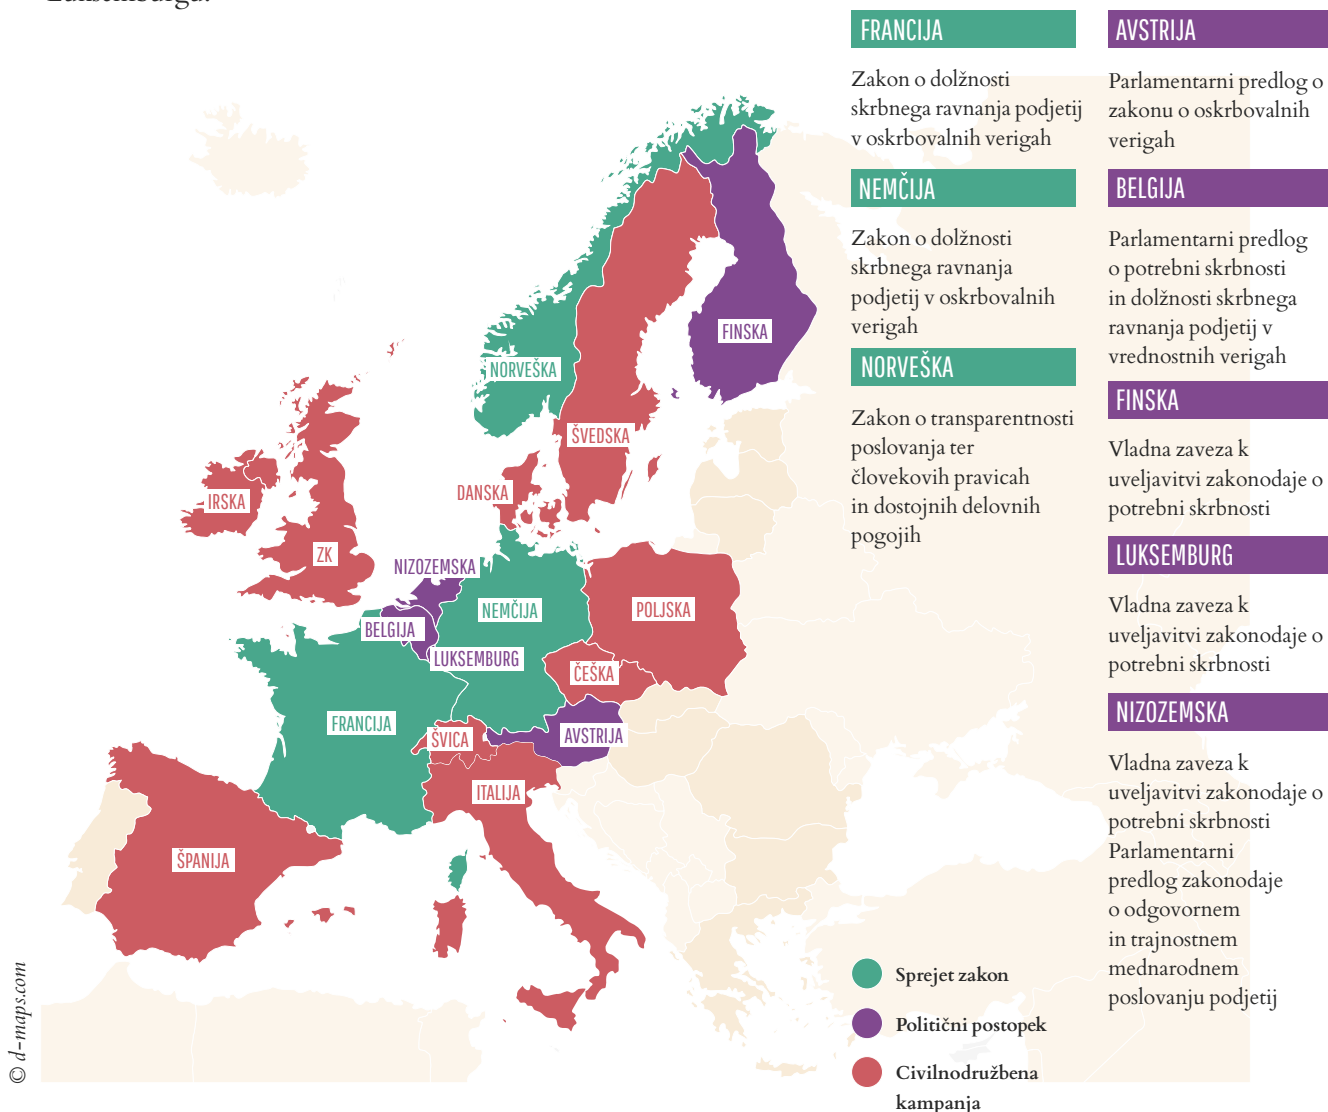 FRANCIJA
Zakon o dolžnosti
skrbnega ravnanja podjetij
v oskrbovalnih verigah
NEMČIJA
Zakon o dolžnosti
skrbnega ravnanja
podjetij v oskrbovalnih
verigah
NORVEŠKA
Zakon o transparentnosti
poslovanja ter
človekovih pravicah
in dostojnih delovnih
pogojih
AVSTRIJA
Parlamentarni predlog o
zakonu o oskrbovalnih
verigah
BELGIJA
Parlamentarni predlog
o potrebni skrbnosti
in dolžnosti skrbnega
ravnanja podjetij v
vrednostnih verigah
FINSKA
Vladna zaveza k
uveljavitvi zakonodaje o
potrebni skrbnosti
LUKSEMBURG
Vladna zaveza k
uveljavitvi zakonodaje o
potrebni skrbnosti
NIZOZEMSKA
Vladna zaveza k
uveljavitvi zakonodaje o
potrebni skrbnosti
Parlamentarni
predlog zakonodaje
o odgovornem
in trajnostnem
mednarodnem
poslovanju podjetij
FINSKA
NORVEŠKA
ŠVEDSKA
DANSKA
IRSKA
ZK
NIZOZEMSKA
NEMČIJA
POLJSKA
BELGIJA
LUKSEMBURG
ČEŠKA
FRANCIJA
ŠVICA
AVSTRIJA
ITALIJA
ŠPANIJA
Sprejet zakon
Politični postopek
Civilnodružbena
kampanja
© d-maps.com